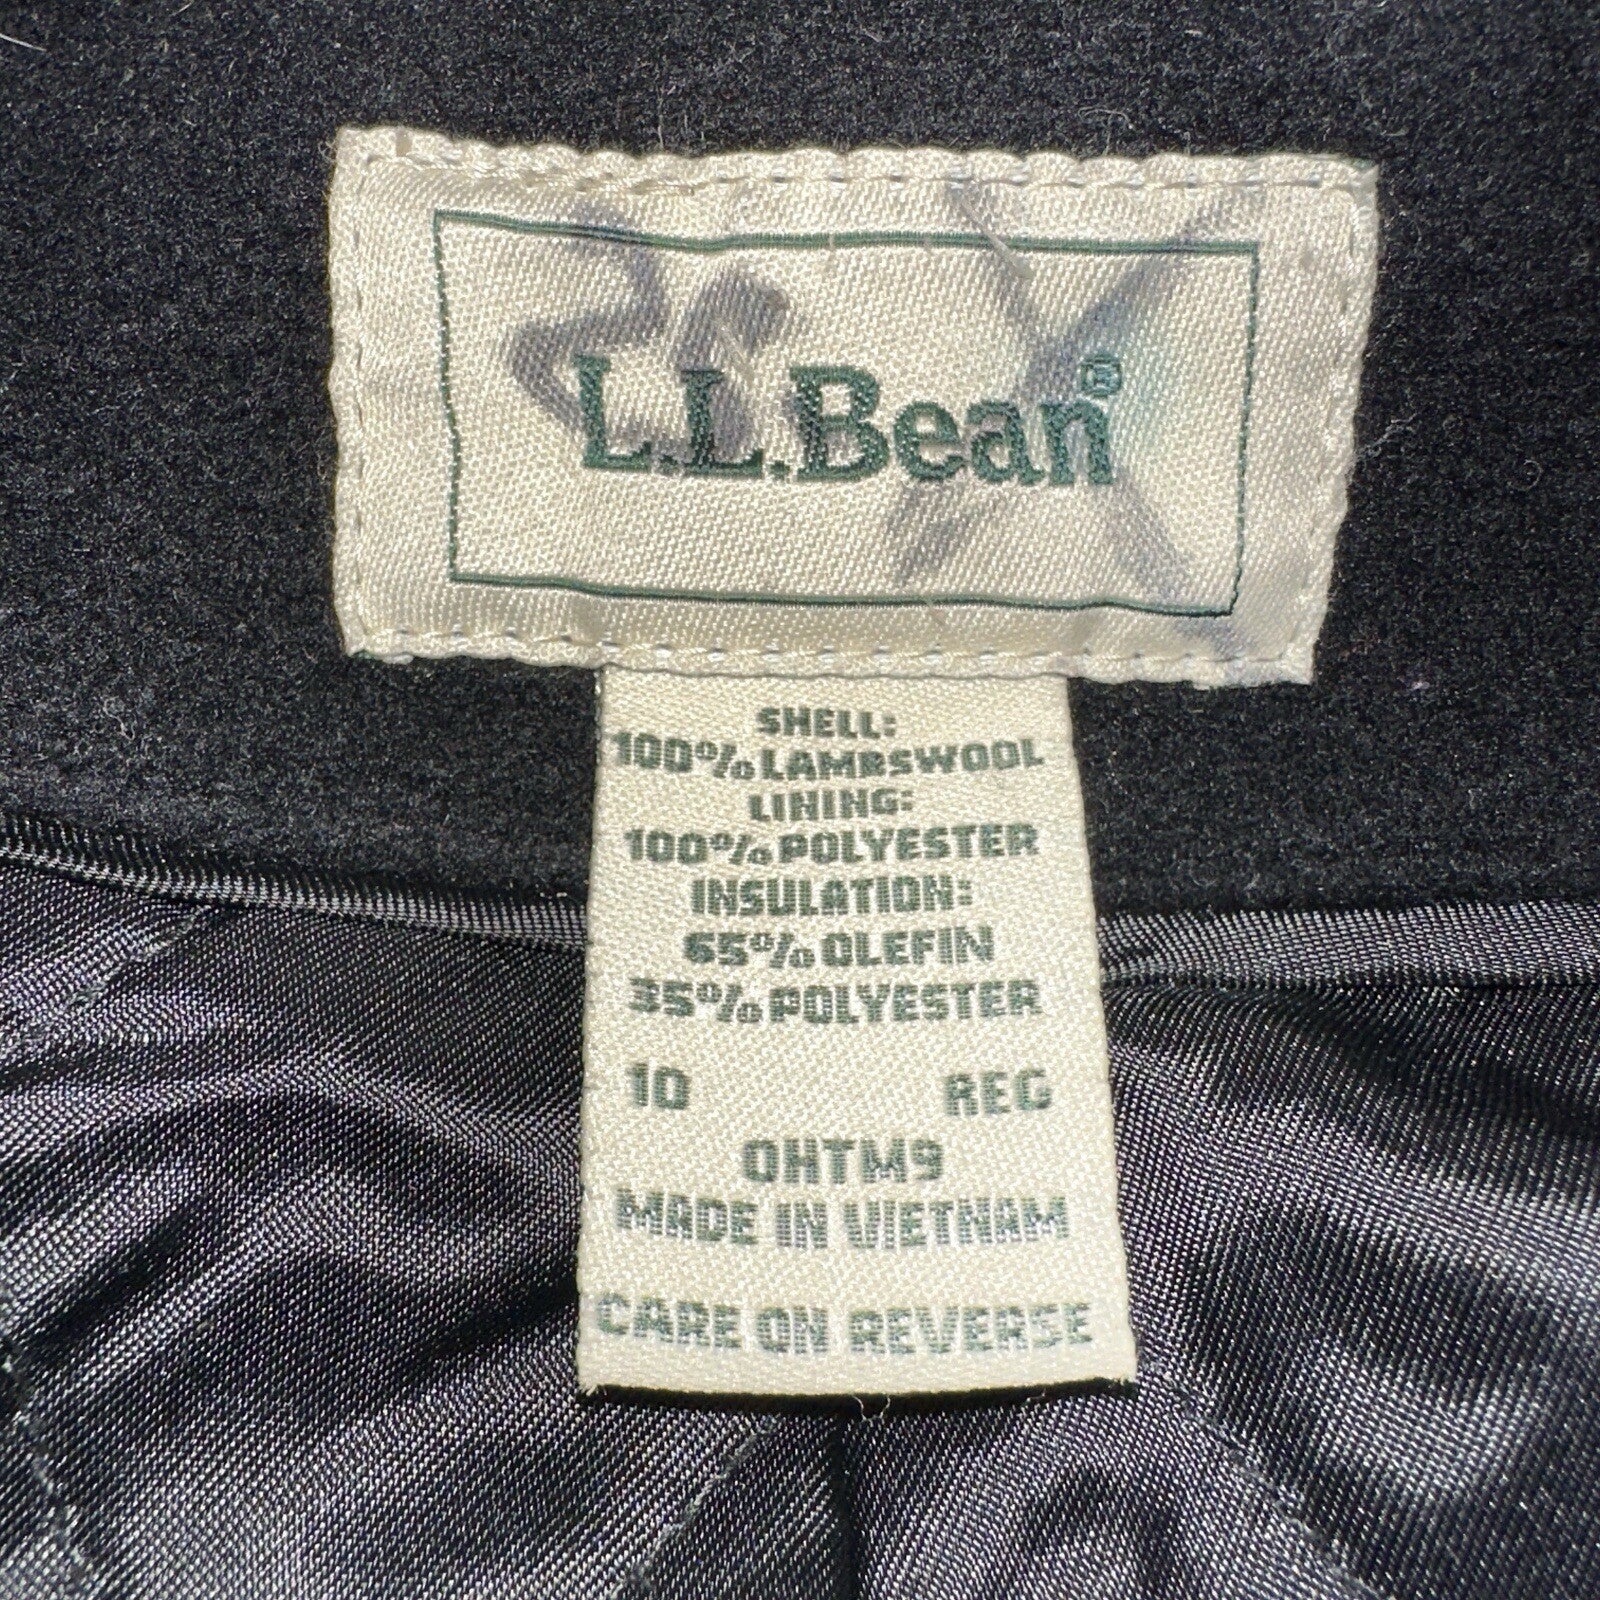 L.L.Bean®
SHELL:
100% LAMBSWOOL
LINING:
100% POLYESTER
INSULATION:
65% OLEFIN
35% POLYESTER
10 REG
0HTM9
MADE IN VIETNAM
CARE ON REVERSE